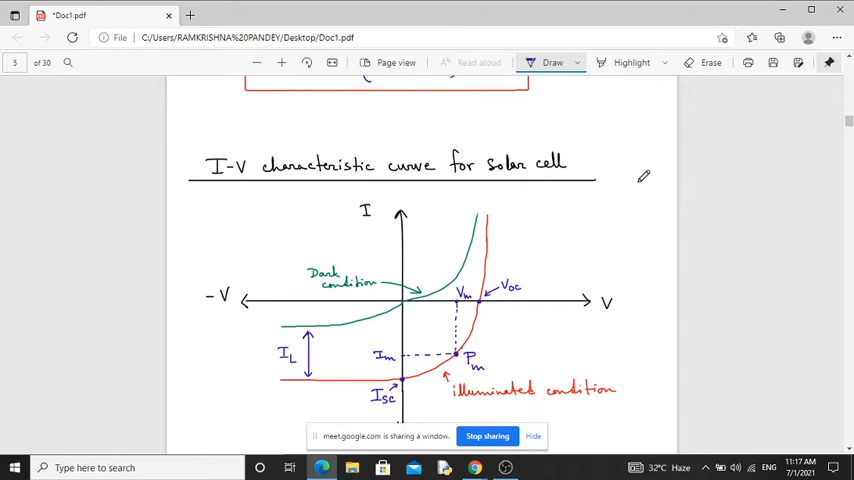 *Doc1.pdf
File
C:/Users/RAMKRISHNA%20PANDEY/Desktop/Doc1.pdf
5 of 30
Page view
Read aloud
Draw
Highlight
Erase
I-V characteristic curve for solar cell
I
Dark condition
-V
Vm
Voc
V
IL
Im
Pm
Isc
illuminated condition
meet.google.com is sharing a window.
Stop sharing
Hide
Type here to search
32°C Haze
ENG
11:17 AM
7/1/2021